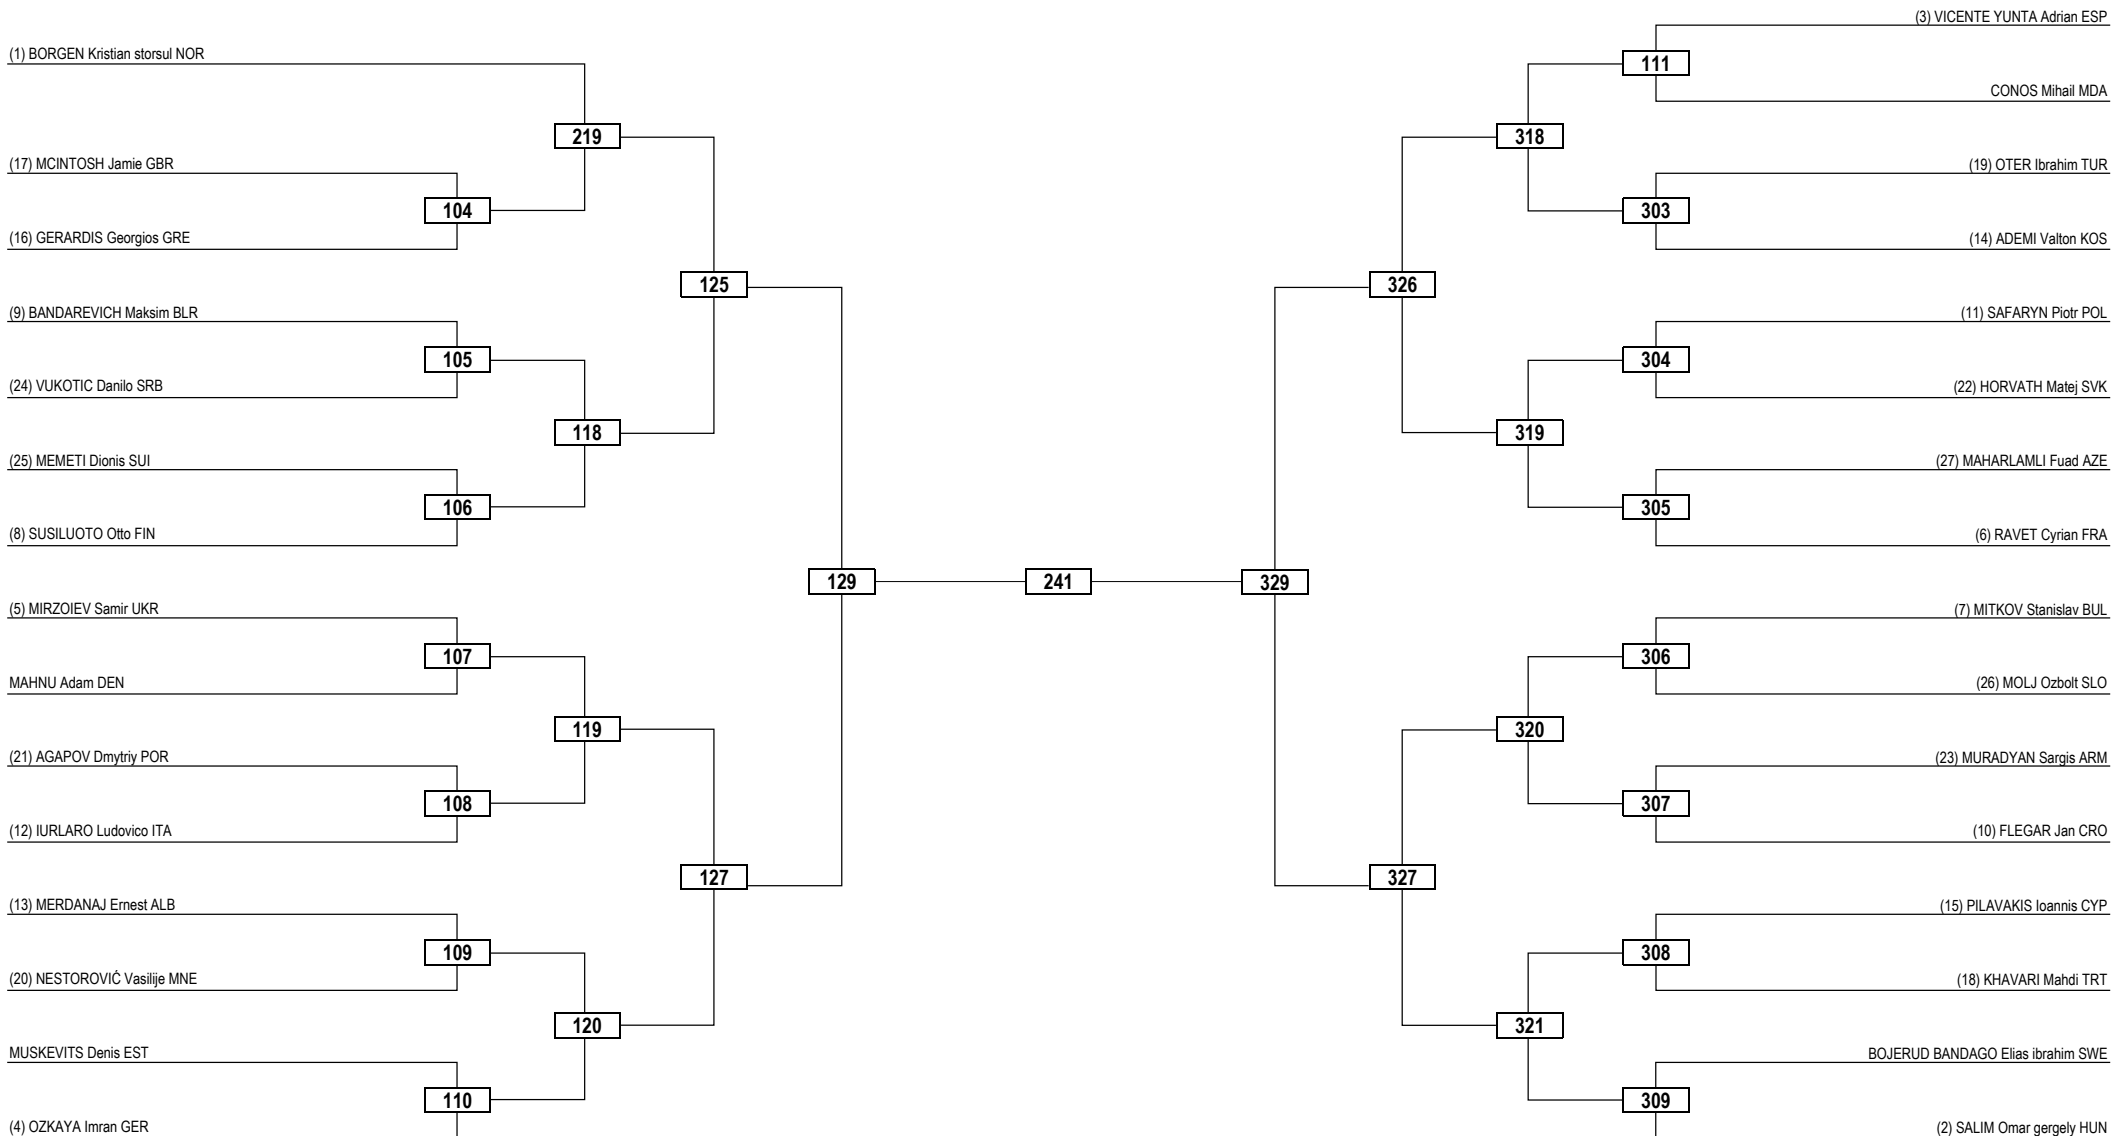 (1) BORGEN Kristian storsul NOR
(17) MCINTOSH Jamie GBR
(16) GERARDIS Georgios GRE
(9) BANDAREVICH Maksim BLR
(24) VUKOTIC Danilo SRB
(25) MEMETI Dionis SUI
(8) SUSILUOTO Otto FIN
(5) MIRZOIEV Samir UKR
MAHNU Adam DEN
(21) AGAPOV Dmytriy POR
(12) IURLARO Ludovico ITA
(13) MERDANAJ Ernest ALB
(20) NESTOROVIĆ Vasilije MNE
MUSKEVITS Denis EST
(4) OZKAYA Imran GER
104
105
106
107
108
109
110
219
118
119
120
125
127
129
241
329
326
327
318
319
320
321
111
303
304
305
306
307
308
309
(3) VICENTE YUNTA Adrian ESP
CONOS Mihail MDA
(19) OTER Ibrahim TUR
(14) ADEMI Valton KOS
(11) SAFARYN Piotr POL
(22) HORVATH Matej SVK
(27) MAHARLAMLI Fuad AZE
(6) RAVET Cyrian FRA
(7) MITKOV Stanislav BUL
(26) MOLJ Ozbolt SLO
(23) MURADYAN Sargis ARM
(10) FLEGAR Jan CRO
(15) PILAVAKIS Ioannis CYP
(18) KHAVARI Mahdi TRT
BOJERUD BANDAGO Elias ibrahim SWE
(2) SALIM Omar gergely HUN